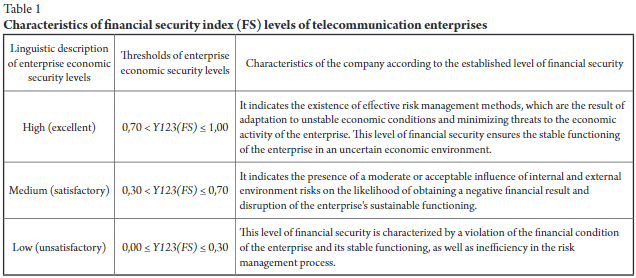 Table 1
Characteristics of financial security index (FS) levels of telecommunication enterprises
Linguistic description
of enterprise economic
security levels
Thresholds of enterprise
economic security levels
Characteristics of the company according to the established level of financial security
High (excellent)
0,70 < Y123(FS) ≤ 1,00
It indicates the existence of effective risk management methods, which are the result of
adaptation to unstable economic conditions and minimizing threats to the economic
activity of the enterprise. This level of financial security ensures the stable functioning
of the enterprise in an uncertain economic environment.
Medium (satisfactory)
0,30 < Y123(FS) ≤ 0,70
It indicates the presence of a moderate or acceptable influence of internal and external
environment risks on the likelihood of obtaining a negative financial result and
disruption of the enterprise's sustainable functioning.
Low (unsatisfactory)
0,00 ≤ Y123(FS) ≤ 0,30
This level of financial security is characterized by a violation of the financial condition
of the enterprise and its stable functioning, as well as inefficiency in the risk
management process.